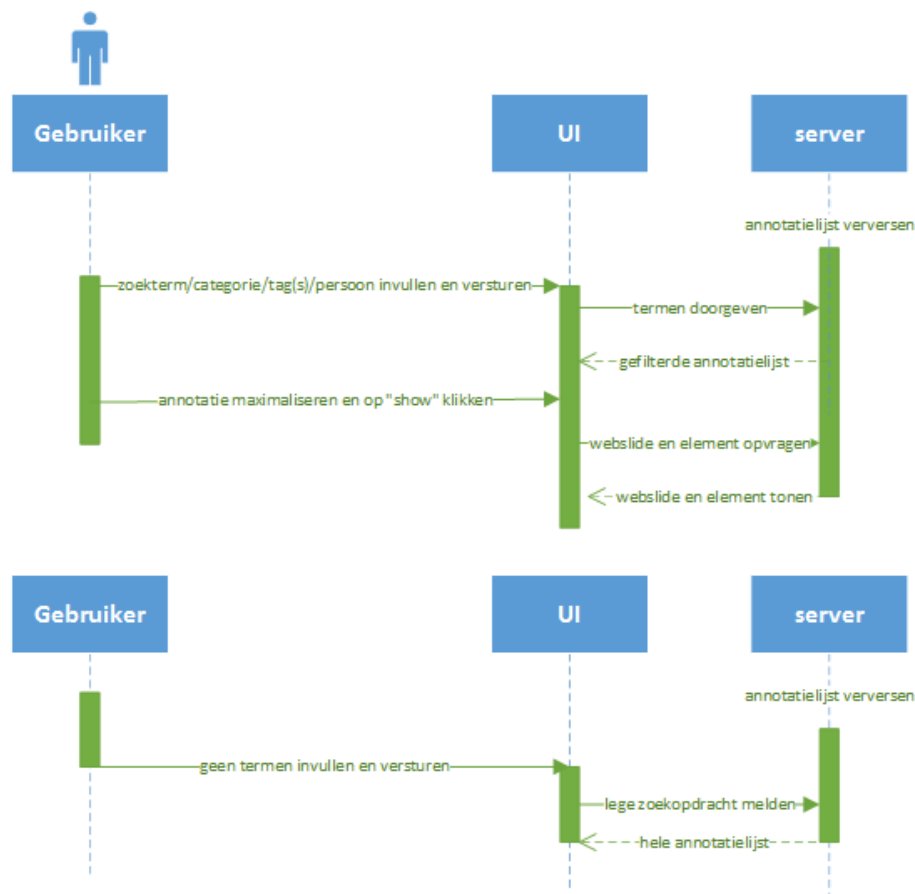 Gebruiker
UI
server
annotatielijst verversen
zoekterm/categorie/tag(s)/persoon invullen en versturen
termen doorgeven
gefilterde annotatielijst
annotatie maximaliseren en op "show" klikken
webslide en element opvragen
webslide en element tonen
Gebruiker
UI
server
annotatielijst verversen
geen termen invullen en versturen
lege zoekopdracht melden
hele annotatielijst